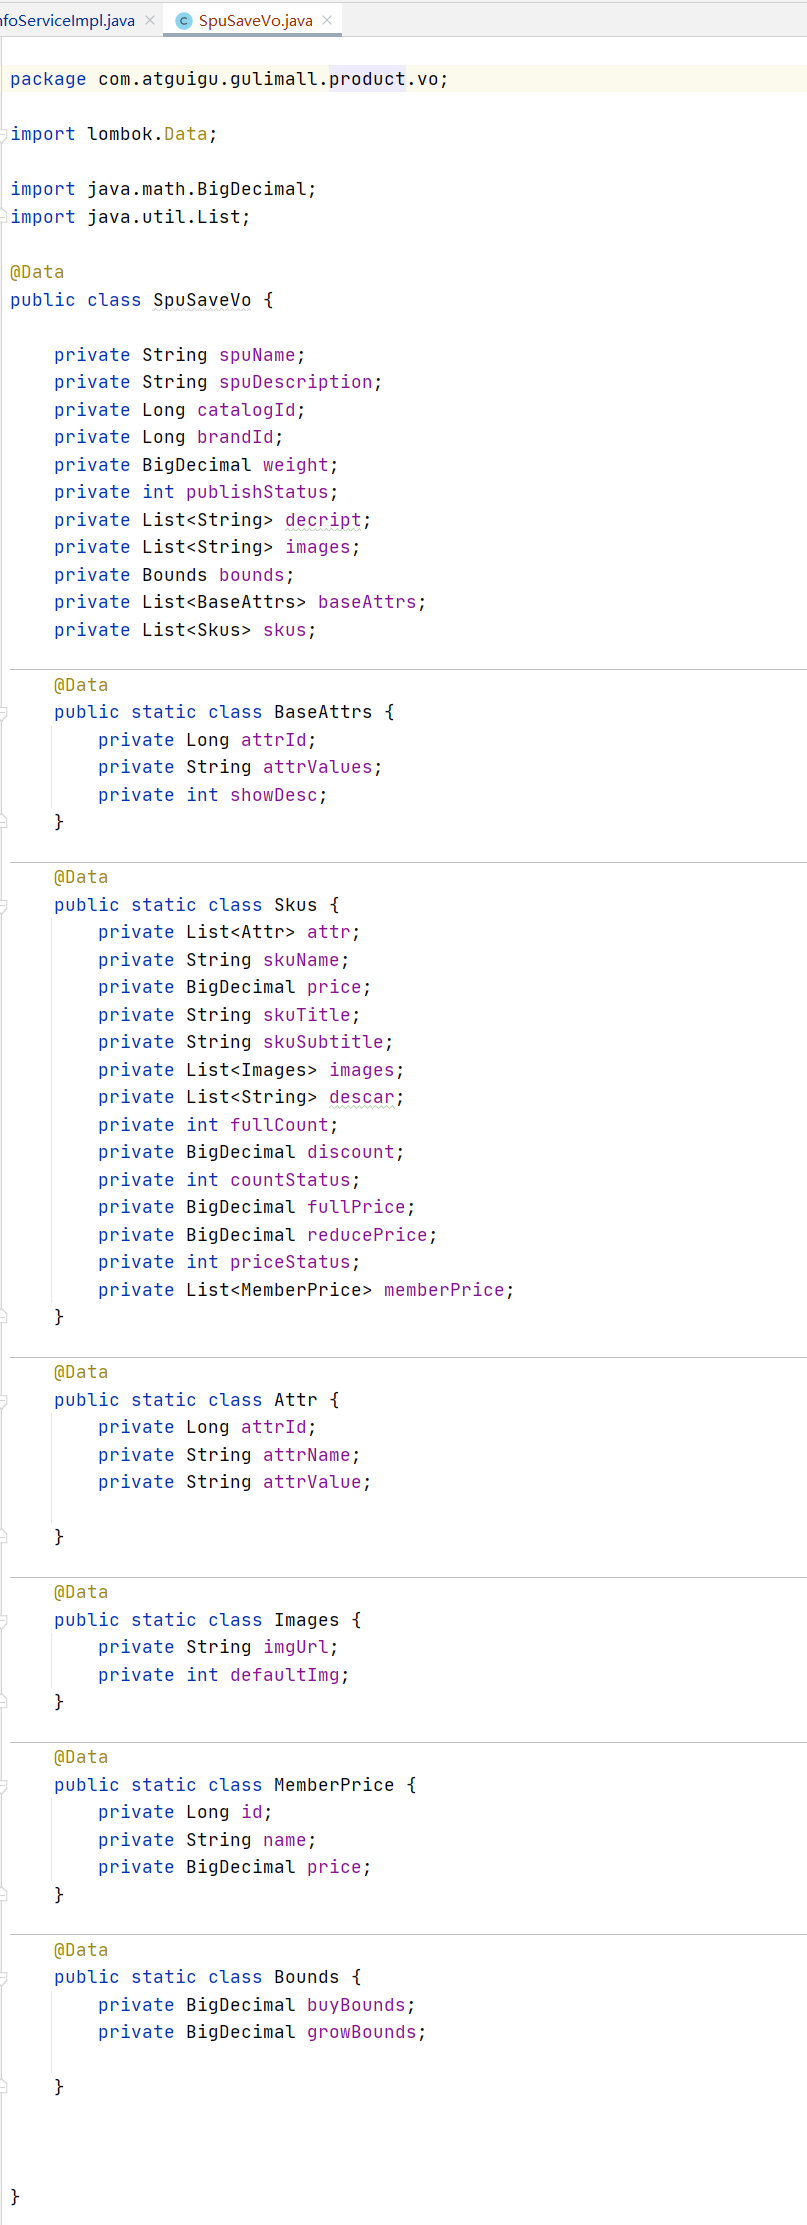 nfoServiceImpl.java
SpuSaveVo.java
package com.atguigu.gulimall.product.vo;
import lombok.Data;
import java.math.BigDecimal;
import java.util.List;
@Data
public class SpuSaveVo {
private String spuName;
private String spuDescription;
private Long catalogId;
private Long brandId;
private BigDecimal weight;
private int publishStatus;
private List<String> decript;
private List<String> images;
private Bounds bounds;
private List<BaseAttrs> baseAttrs;
private List<Skus> skus;
@Data
public static class BaseAttrs {
private Long attrId;
private String attrValues;
private int showDesc;
}
@Data
public static class Skus {
private List<Attr> attr;
private String skuName;
private BigDecimal price;
private String skuTitle;
private String skuSubtitle;
private List<Images> images;
private List<String> descar;
private int fullCount;
private BigDecimal discount;
private int countStatus;
private BigDecimal fullPrice;
private BigDecimal reducePrice;
private int priceStatus;
private List<MemberPrice> memberPrice;
}
@Data
public static class Attr {
private Long attrId;
private String attrName;
private String attrValue;
}
@Data
public static class Images {
private String imgUrl;
private int defaultImg;
}
@Data
public static class MemberPrice {
private Long id;
private String name;
private BigDecimal price;
}
@Data
public static class Bounds {
private BigDecimal buyBounds;
private BigDecimal growBounds;
}
}